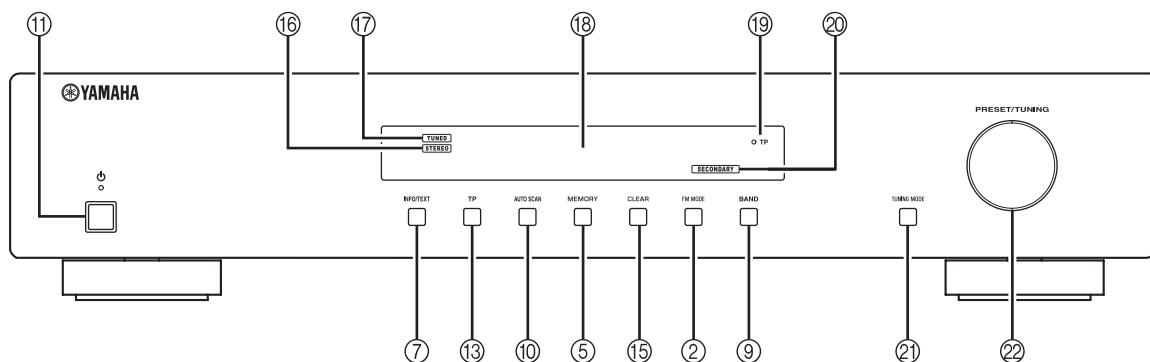 ⑪ ⑯ ⑰ ⑱ ⑲ ⑳
YAMAHA
PRESET/TUNING
TUNED
STEREO
TP
SECONDARY
INFO/TEXT TP AUTO SCAN MEMORY CLEAR FM MODE BAND TUNING MODE
⑦ ⑬ ⑩ ⑤ ⑮ ② ⑨ ㉑ ㉒